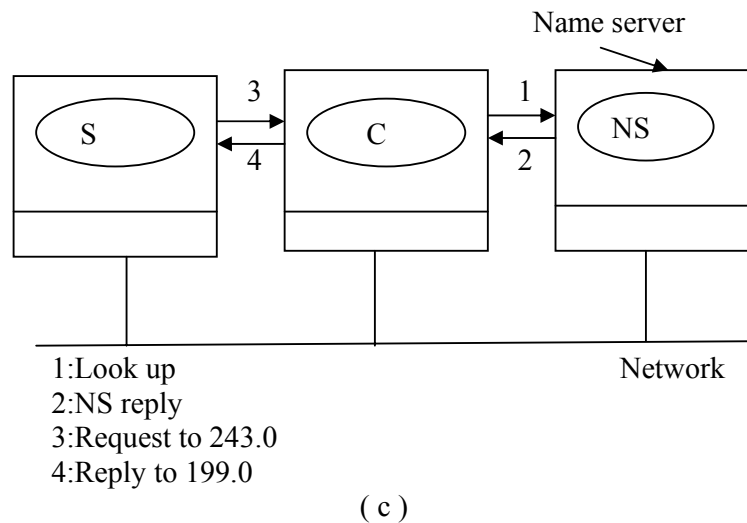 Name server
3
1
S
C
NS
4
2
1:Look up
Network
2:NS reply
3:Request to 243.0
4:Reply to 199.0
( c )